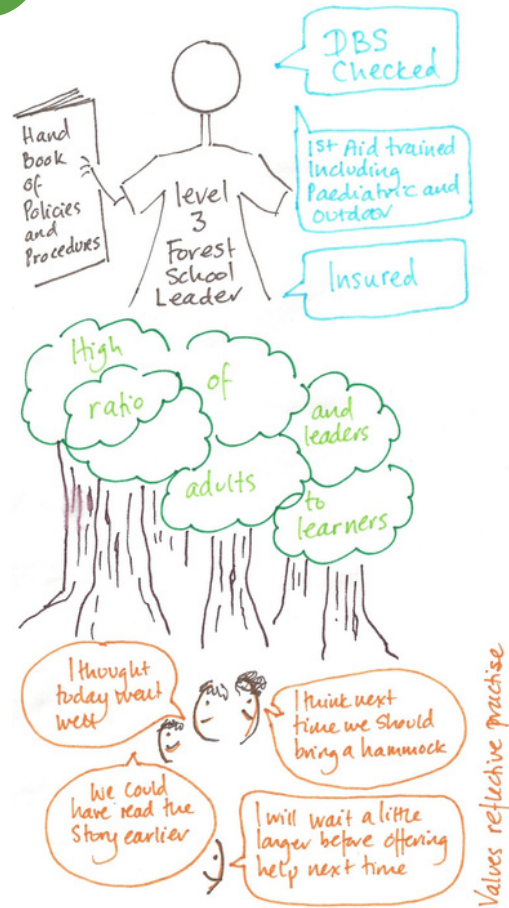 Hand
Book
of
Policies
and
Procedures
level
3
Forest
School
Leader
DBS
Checked
1st Aid trained
Including
Paediatric and
outdoor
Insured
High
ratio
of
adults
and
leaders
to
learners
I thought
today went
well
I think next
time we should
bring a hammock
We could
have read the
Story earlier
I will wait a little
longer before offering
help next time
Values reflective practise